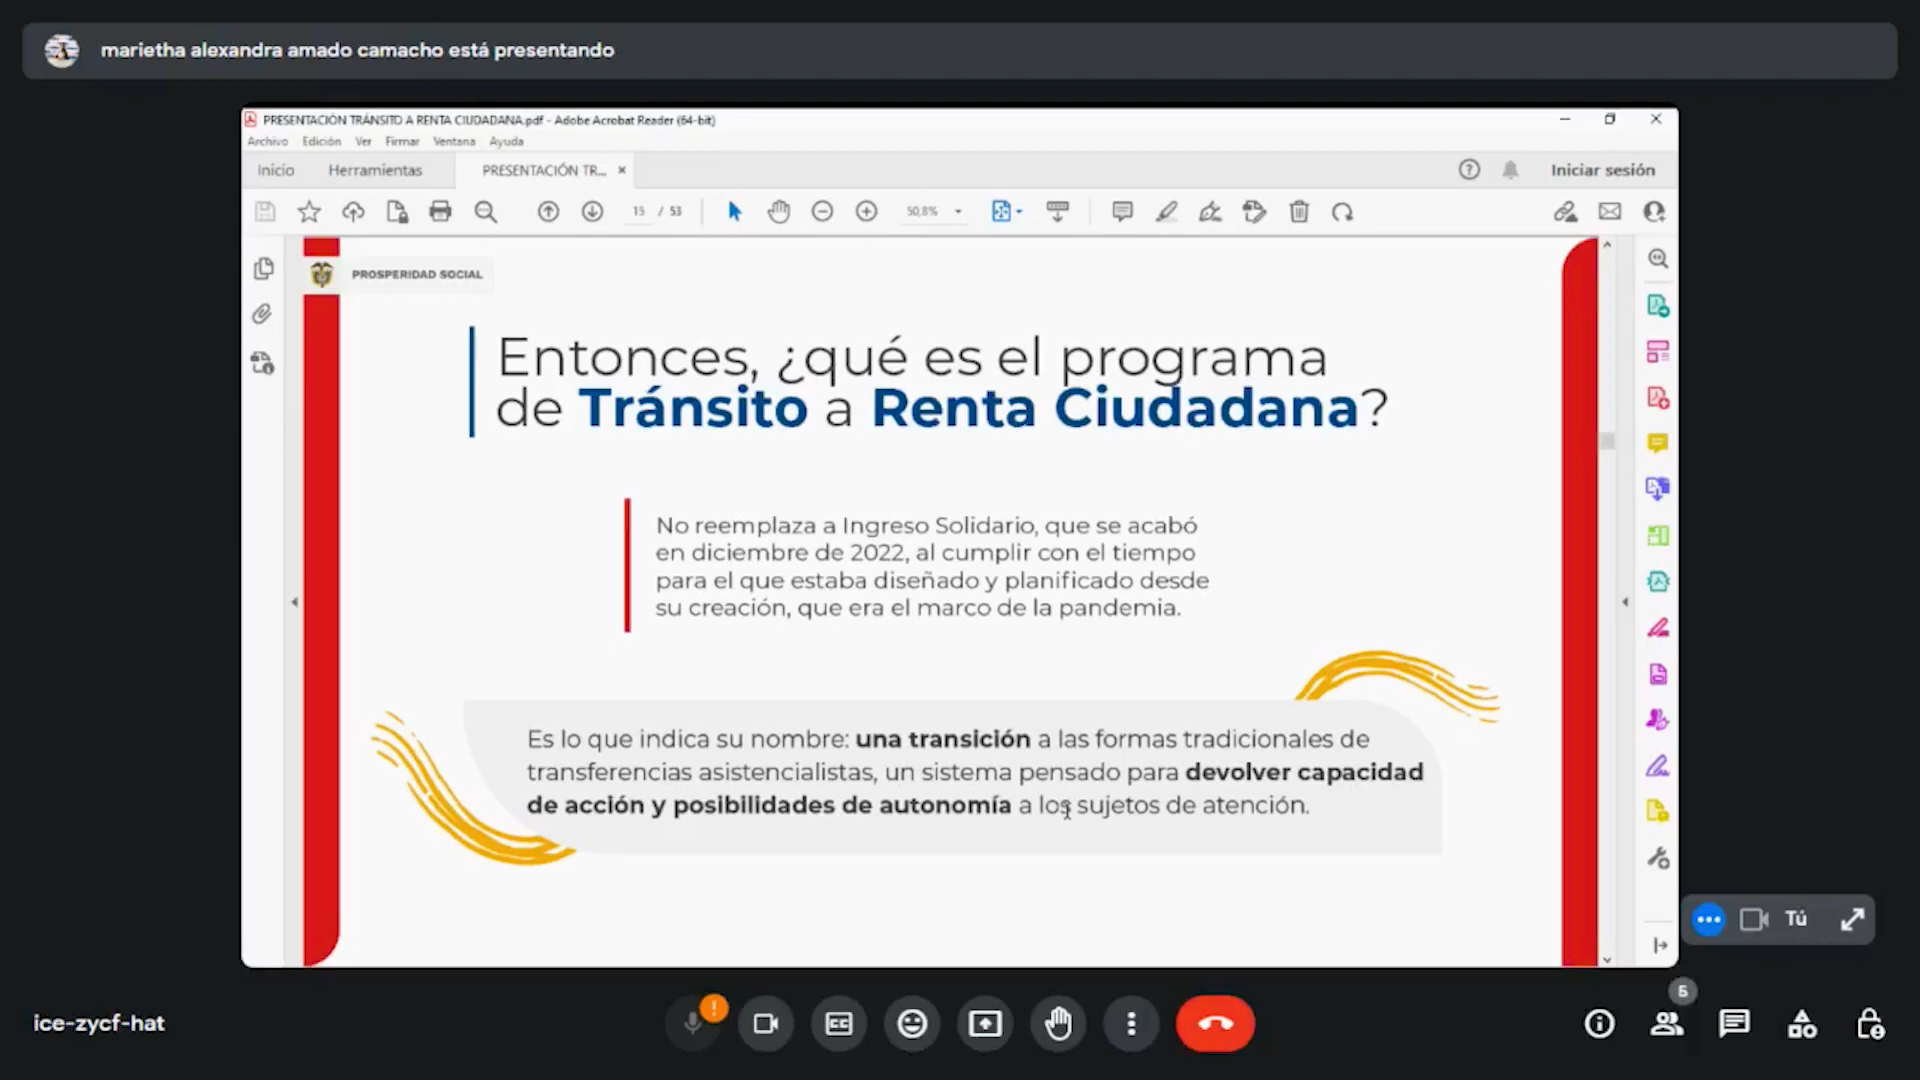 marietha alexandra amado camacho está presentando
PRESENTACIÓN TRÁNSITO A RENTA CIUDADANA.pdf - Adobe Acrobat Reader (64-bit)
Archivo Edición Ver Firmar Ventana Ayuda
Inicio Herramientas PRESENTACIÓN TR... Iniciar sesión
15 / 53 50,8%
PROSPERIDAD SOCIAL
Entonces, ¿qué es el programa
de Tránsito a Renta Ciudadana?
No reemplaza a Ingreso Solidario, que se acabó
en diciembre de 2022, al cumplir con el tiempo
para el que estaba diseñado y planificado desde
su creación, que era el marco de la pandemia.
Es lo que indica su nombre: una transición a las formas tradicionales de
transferencias asistencialistas, un sistema pensado para devolver capacidad
de acción y posibilidades de autonomía a los sujetos de atención.
Tú
ice-zycf-hat
CC